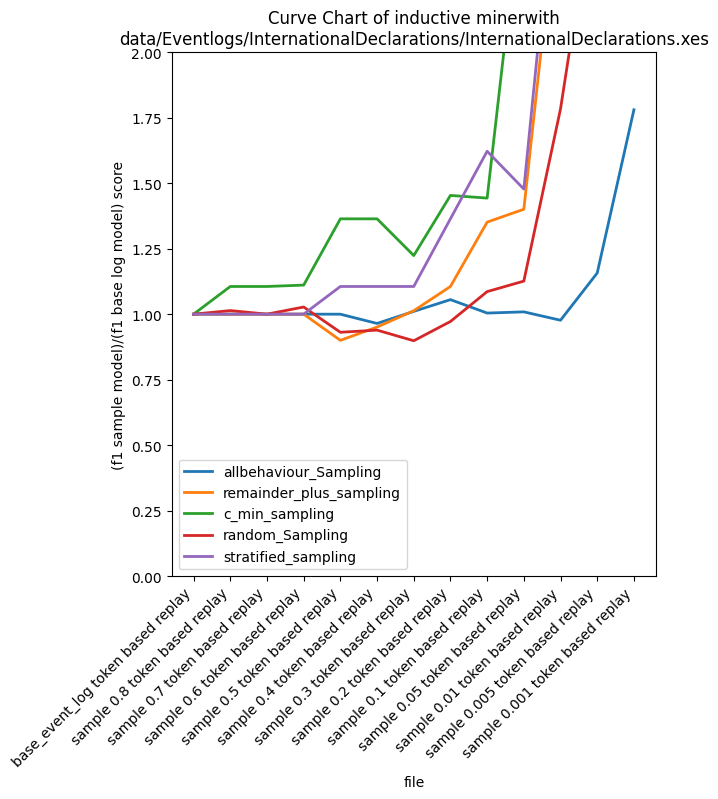 Curve Chart of inductive minerwith
data/Eventlogs/InternationalDeclarations/InternationalDeclarations.xes
2.00
1.75
1.50
1.25
1.00
0.75
0.50
0.25
0.00
(f1 sample model)/(f1 base log model) score
allbehaviour_Sampling
remainder_plus_sampling
c_min_sampling
random_Sampling
stratified_sampling
base_event_log token based replay
sample 0.8 token based replay
sample 0.7 token based replay
sample 0.6 token based replay
sample 0.5 token based replay
sample 0.4 token based replay
sample 0.3 token based replay
sample 0.2 token based replay
sample 0.1 token based replay
sample 0.05 token based replay
sample 0.01 token based replay
sample 0.005 token based replay
sample 0.001 token based replay
file